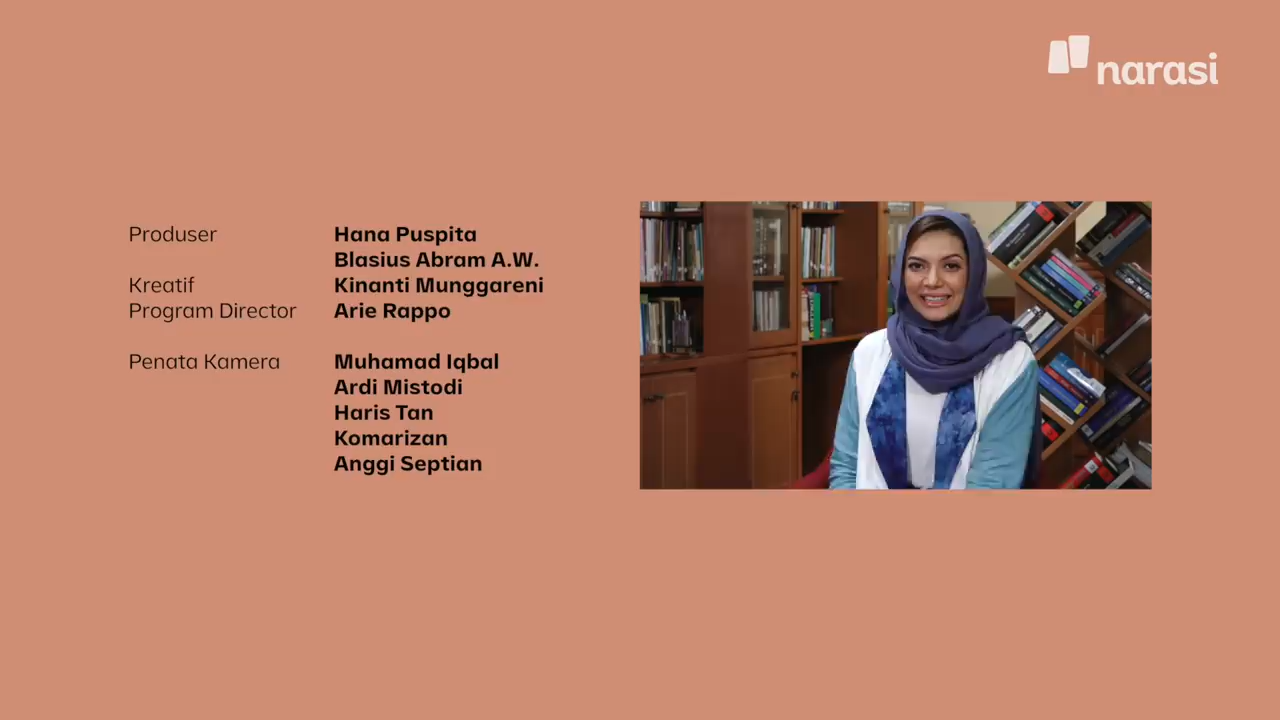 narasi
Produser Hana Puspita
Blasius Abram A.W.
Kreatif Kinanti Munggareni
Program Director Arie Rappo
Penata Kamera Muhamad Iqbal
Ardi Mistodi
Haris Tan
Komarizan
Anggi Septian